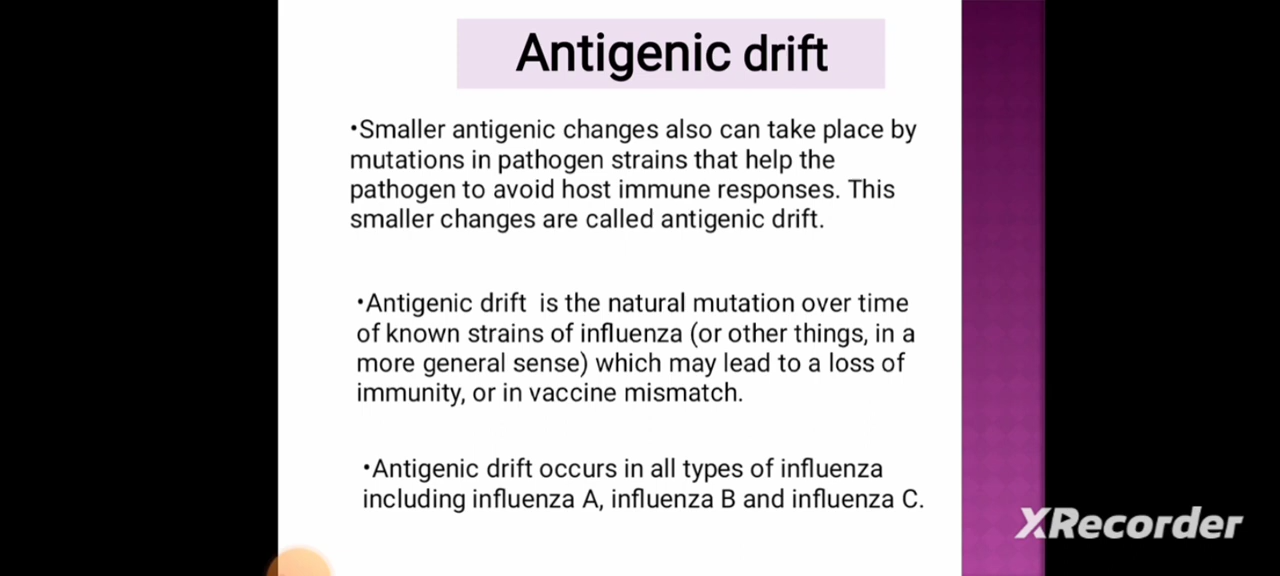 Antigenic drift
•Smaller antigenic changes also can take place by
mutations in pathogen strains that help the
pathogen to avoid host immune responses. This
smaller changes are called antigenic drift.
•Antigenic drift is the natural mutation over time
of known strains of influenza (or other things, in a
more general sense) which may lead to a loss of
immunity, or in vaccine mismatch.
•Antigenic drift occurs in all types of influenza
including influenza A, influenza B and influenza C.
XRecorder